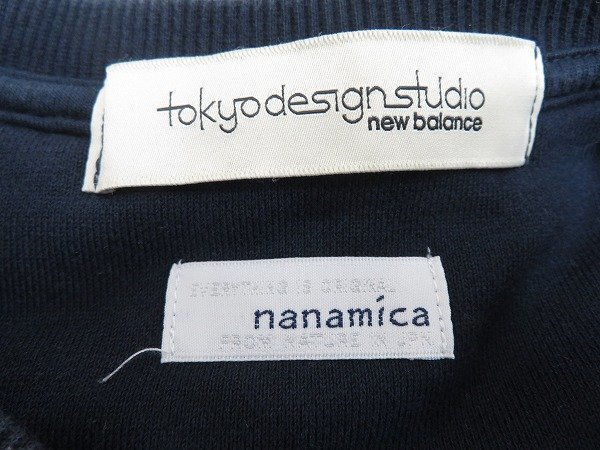 tokyodesignstudio
new balance
EVERYTHING IS ORIGINAL
nanamica
FROM NATURE IN JPN